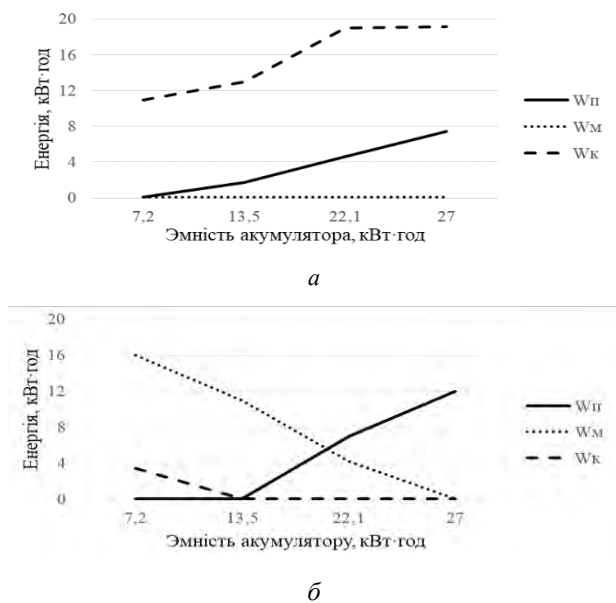 20
16
12
8
4
0
Енергія, кВт·год
7,2 13,5 22,1 27
Эмність акумулятора, кВт·год
Wп
Wм
Wк
а
20
16
12
8
4
0
Енергія, кВт·год
7,2 13,5 22,1 27
Эмність акумулятору, кВт·год
Wп
Wм
Wк
б